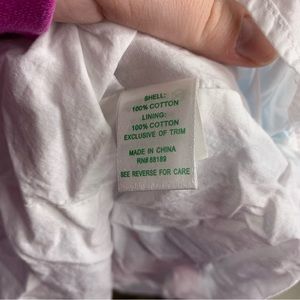 SHELL:
100% COTTON
LINING:
100% COTTON
EXCLUSIVE OF TRIM
MADE IN CHINA
RN# 88189
SEE REVERSE FOR CARE